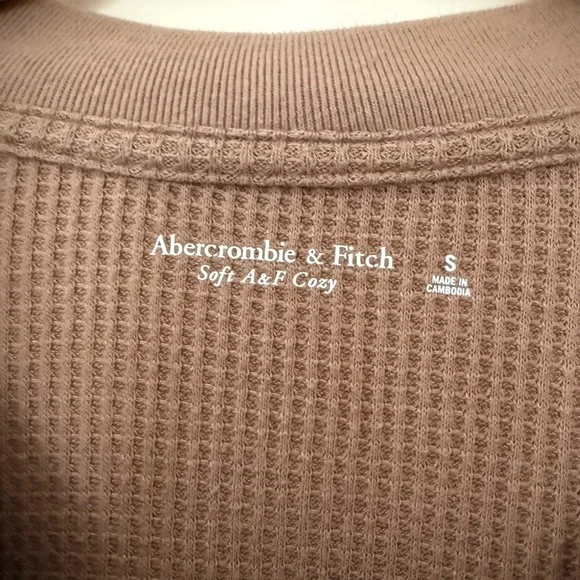 Abercrombie & Fitch
Soft A&F Cozy
S
MADE IN
CAMBODIA